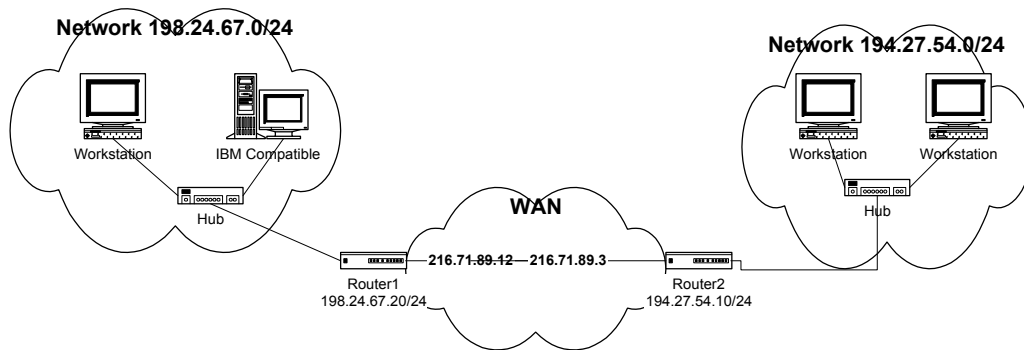 Network 198.24.67.0/24
Network 194.27.54.0/24
Workstation
IBM Compatible
Workstation
Workstation
Hub
Hub
WAN
216.71.89.12
216.71.89.3
Router1
198.24.67.20/24
Router2
194.27.54.10/24